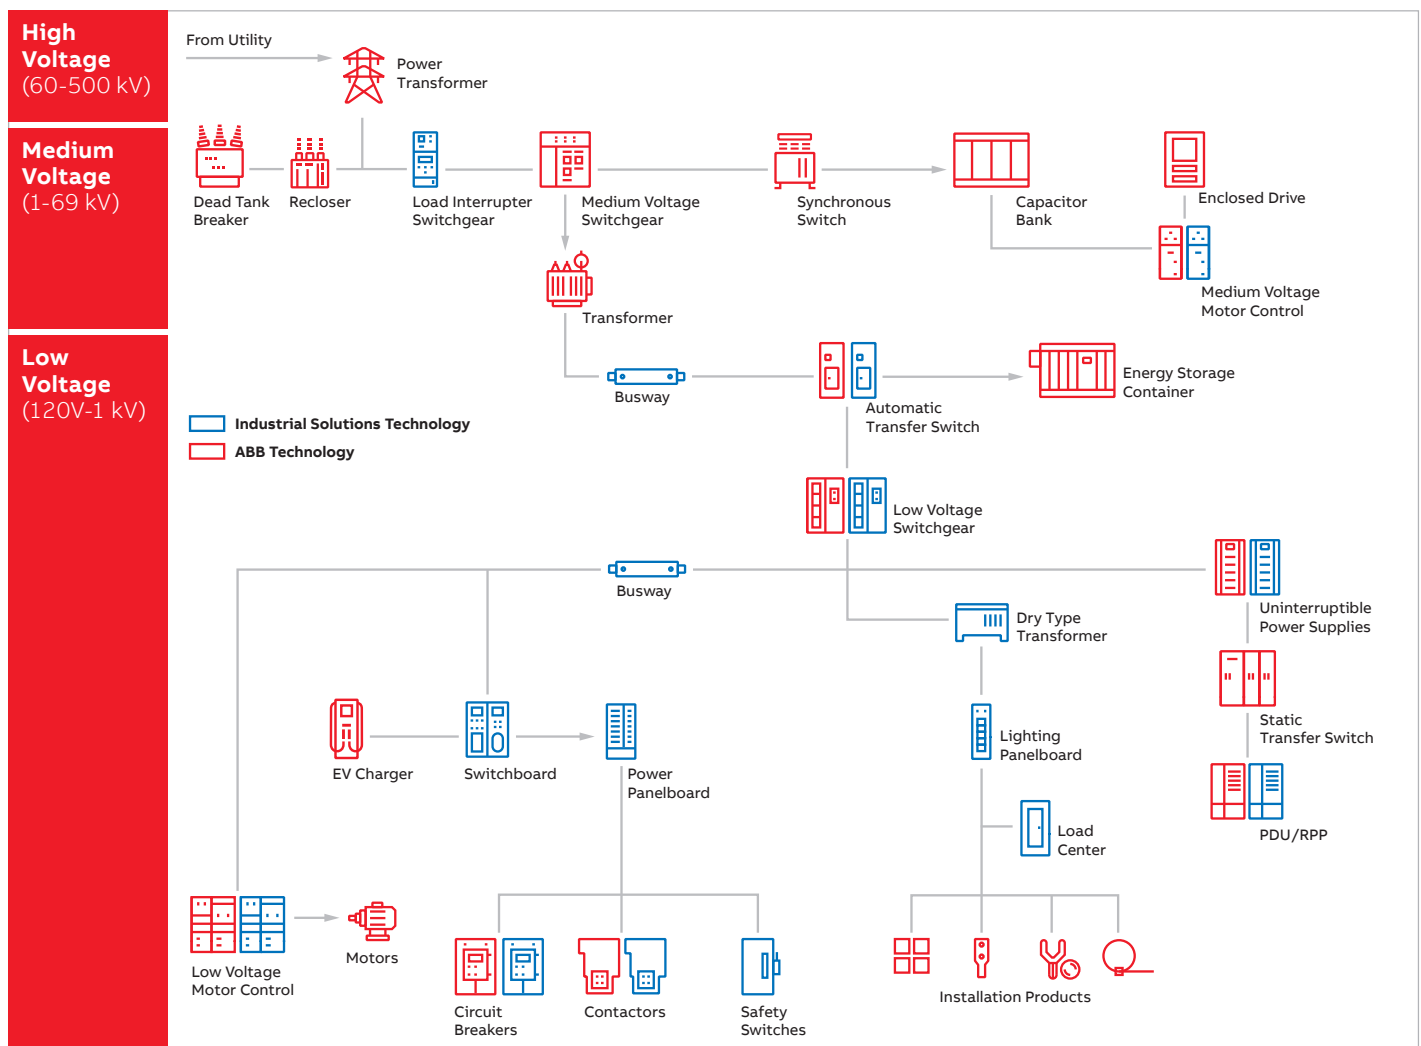 High
Voltage
(60-500 kV)
From Utility
Power
Transformer
Medium
Voltage
(1-69 kV)
Dead Tank
Breaker
Recloser
Load Interrupter
Switchgear
Medium Voltage
Switchgear
Synchronous
Switch
Capacitor
Bank
Enclosed Drive
Medium Voltage
Motor Control
Transformer
Low
Voltage
(120V-1 kV)
Busway
Automatic
Transfer Switch
Energy Storage
Container
Industrial Solutions Technology
ABB Technology
Low Voltage
Switchgear
Busway
Uninterruptible
Power Supplies
Dry Type
Transformer
Static
Transfer Switch
Lighting
Panelboard
EV Charger
Switchboard
Power
Panelboard
Load
Center
PDU/RPP
Low Voltage
Motor Control
Motors
Circuit
Breakers
Contactors
Safety
Switches
Installation Products